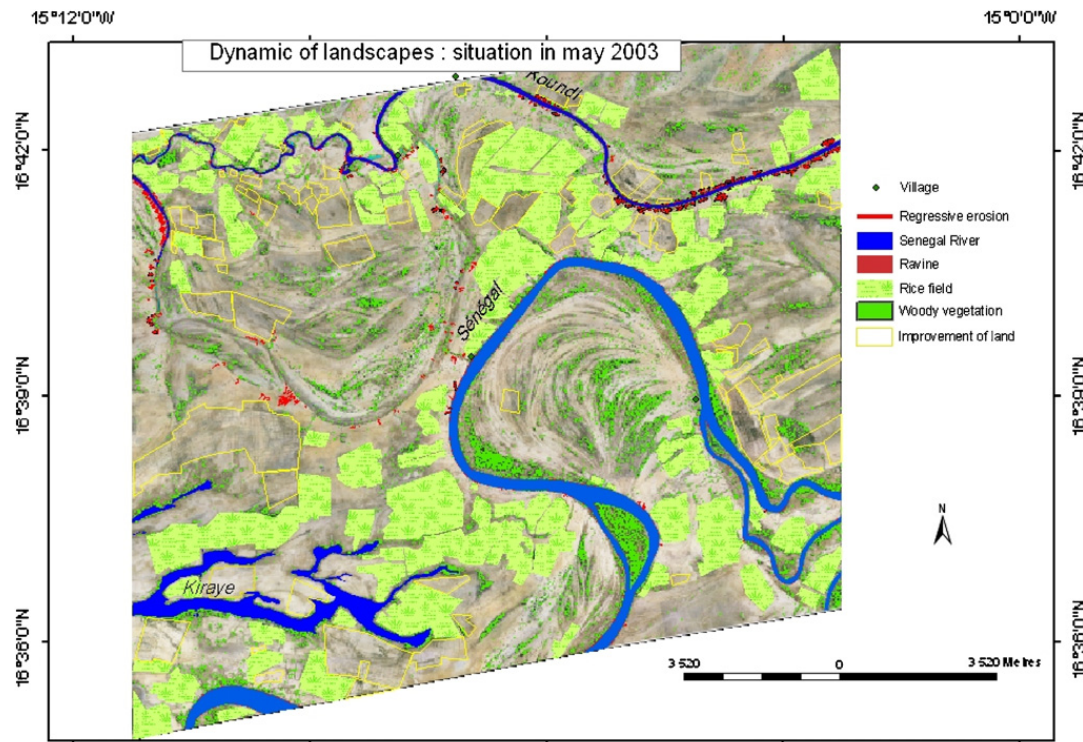 15°12'0"W
15°0'0"W
Dynamic of landscapes : situation in may 2003
Koundi
16°42'0"N
16°42'0"N
Village
Regressive erosion
Senegal River
Ravine
Rice field
Woody vegetation
Improvement of land
Sénégal
16°39'0"N
16°39'0"N
N
Kiraye
16°36'0"N
16°36'0"N
3 520 0 3 520 Metres